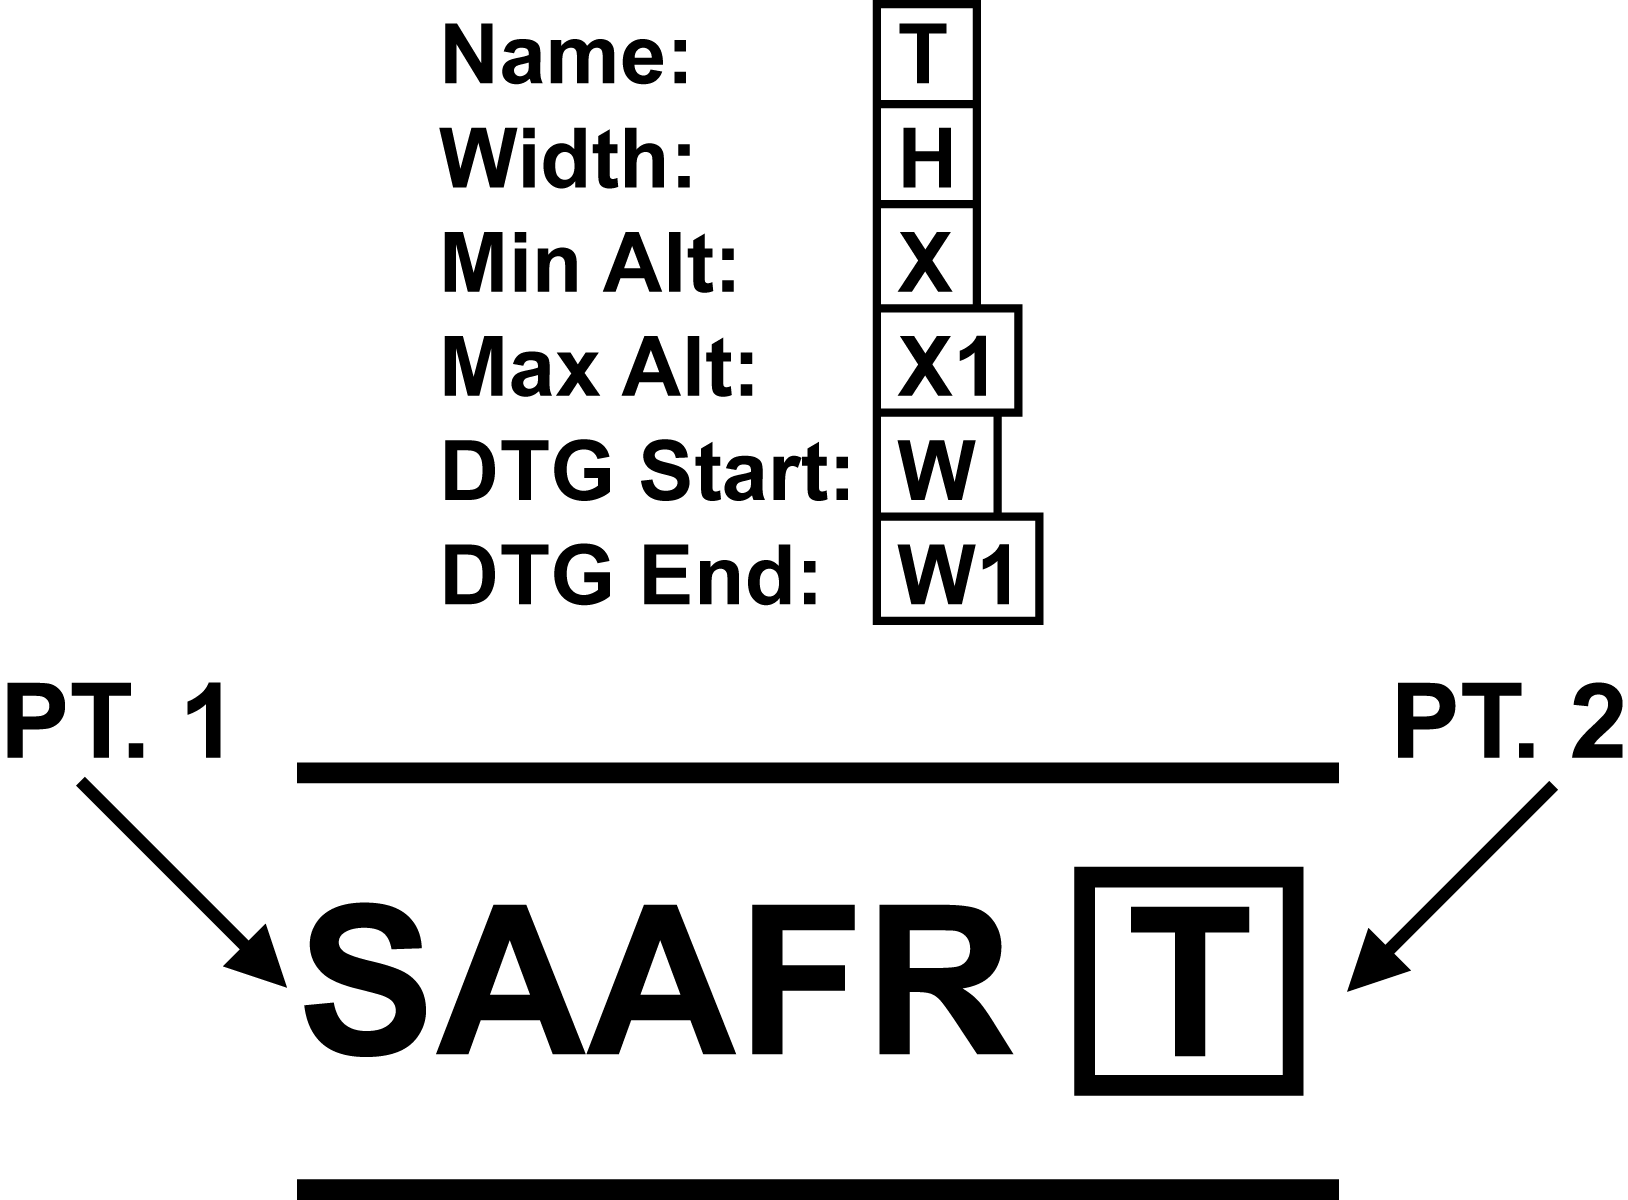 Name: T
Width: H
Min Alt: X
Max Alt: X1
DTG Start: W
DTG End: W1
PT. 1 PT. 2
SAAFR T